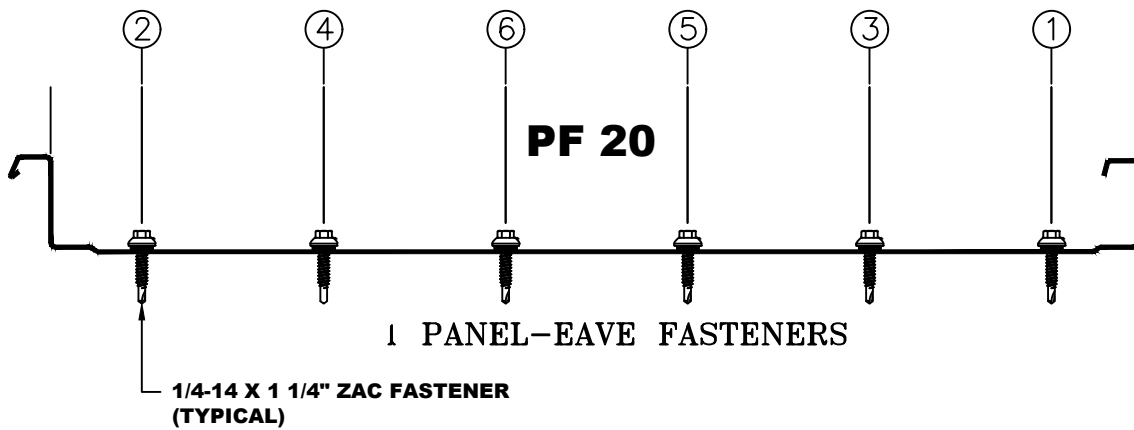 2 4 6 5 3 1
PF 20
1 PANEL-EAVE FASTENERS
1/4-14 X 1 1/4" ZAC FASTENER
(TYPICAL)